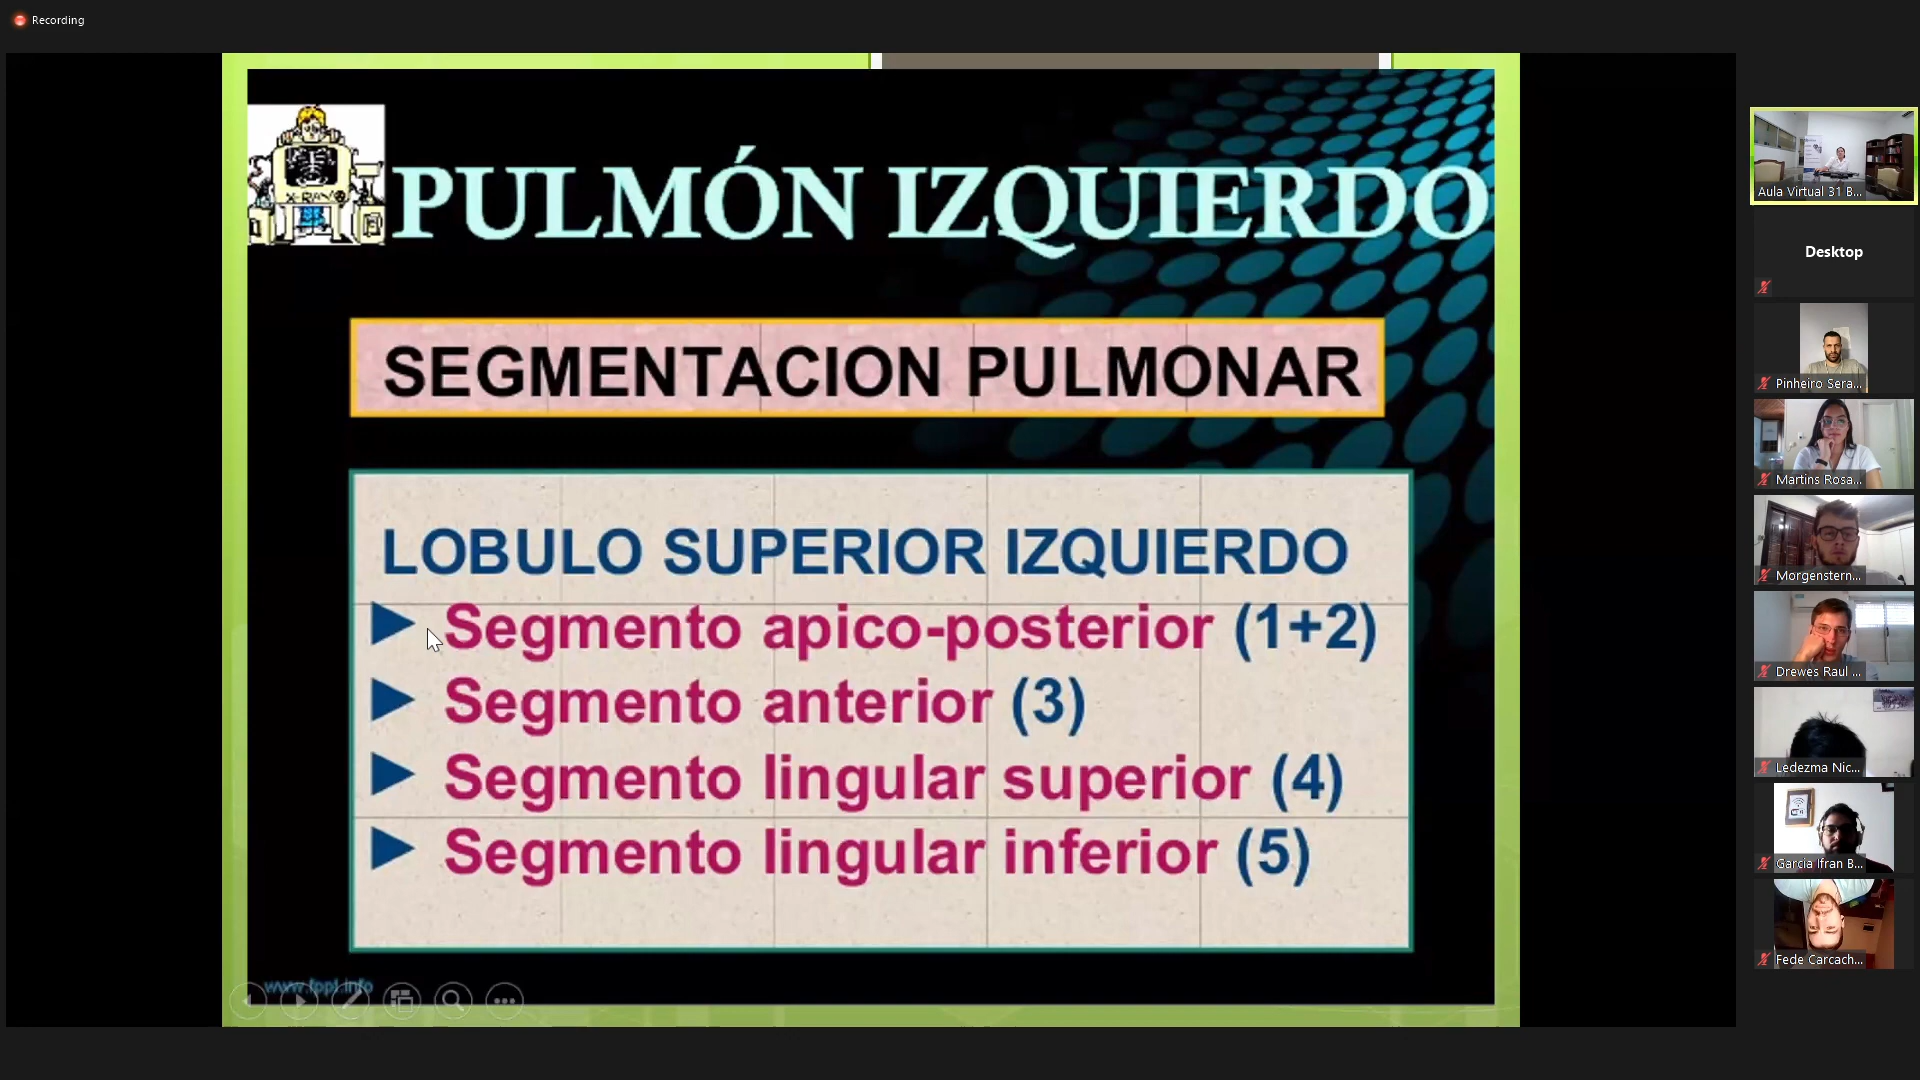 Recording
PULMÓN IZQUIERDO
X-RAY
SEGMENTACION PULMONAR
LOBULO SUPERIOR IZQUIERDO
Segmento apico-posterior (1+2)
Segmento anterior (3)
Segmento lingular superior (4)
Segmento lingular inferior (5)
www.fppt.info
Aula Virtual 31 B...
Desktop
Pinheiro Sera...
Martins Rosa...
Morgenstern...
Drewes Raul ...
Ledezma Nic...
Garcia Ifran B...
Fede Carcach...